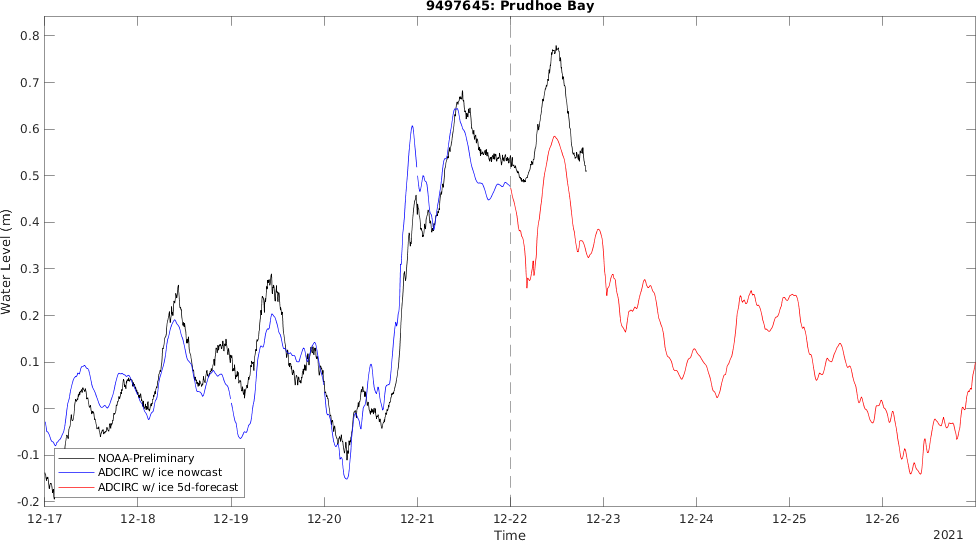 9497645: Prudhoe Bay
Water Level (m)
0.8
0.7
0.6
0.5
0.4
0.3
0.2
0.1
0
-0.1
-0.2
NOAA-Preliminary
ADCIRC w/ ice nowcast
ADCIRC w/ ice 5d-forecast
12-17 12-18 12-19 12-20 12-21 12-22 12-23 12-24 12-25 12-26
Time
2021